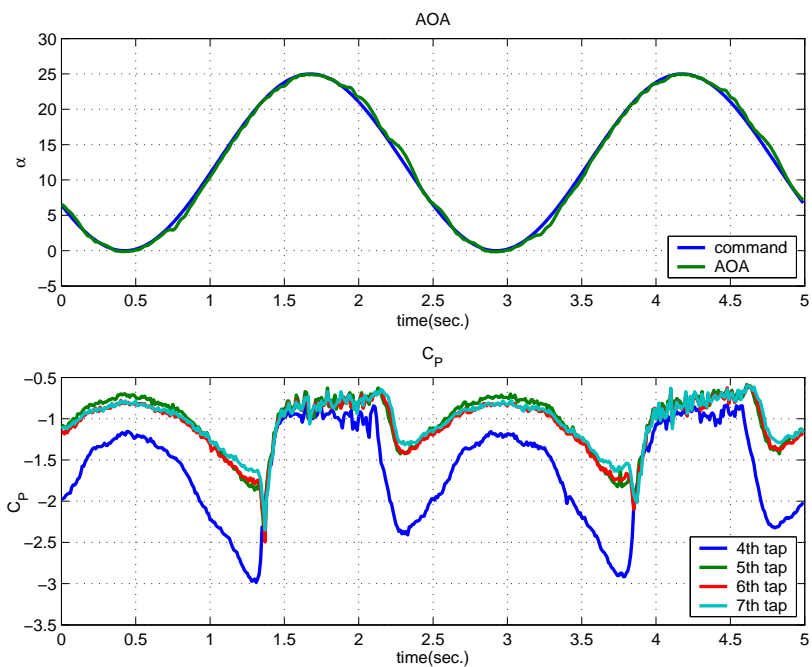 AOA
30
25
20
15
10
5
0
−5
α
0 0.5 1 1.5 2 2.5 3 3.5 4 4.5 5
time(sec.)
command
AOA
C_P
−0.5
−1
−1.5
−2
−2.5
−3
−3.5
C_P
0 0.5 1 1.5 2 2.5 3 3.5 4 4.5 5
time(sec.)
4th tap
5th tap
6th tap
7th tap